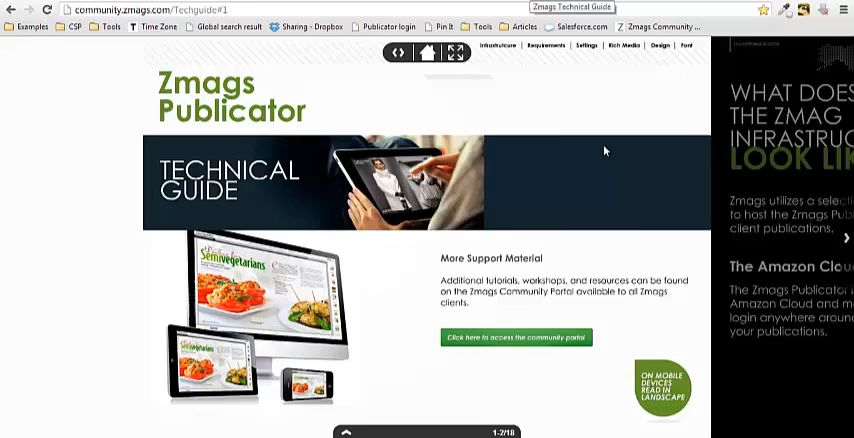 Zmags Technical Guide
community.zmags.com/Techguide#1
Examples CSP Tools Time Zone Global search result Sharing - Dropbox Publicator login Pin It Tools Articles Salesforce.com Zmags Community ...
Infrastructure Requirements Settings Rich Media Design Font
Zmags
Publicator
TECHNICAL
GUIDE
Semivegetarians
More Support Material
Additional tutorials, workshops, and resources can be found
on the Zmags Community Portal available to all Zmags
clients.
Click here to access the community portal
ON MOBILE
DEVICES
READ IN
LANDSCAPE
WHAT DOES
THE ZMAG
INFRASTRUC
LOOK LIK
Zmags utilizes a selecti
to host the Zmags Pub
client publications.
The Amazon Clou
The Zmags Publicator i
Amazon Cloud and m
login anywhere aroun
your publications.
1-2/18